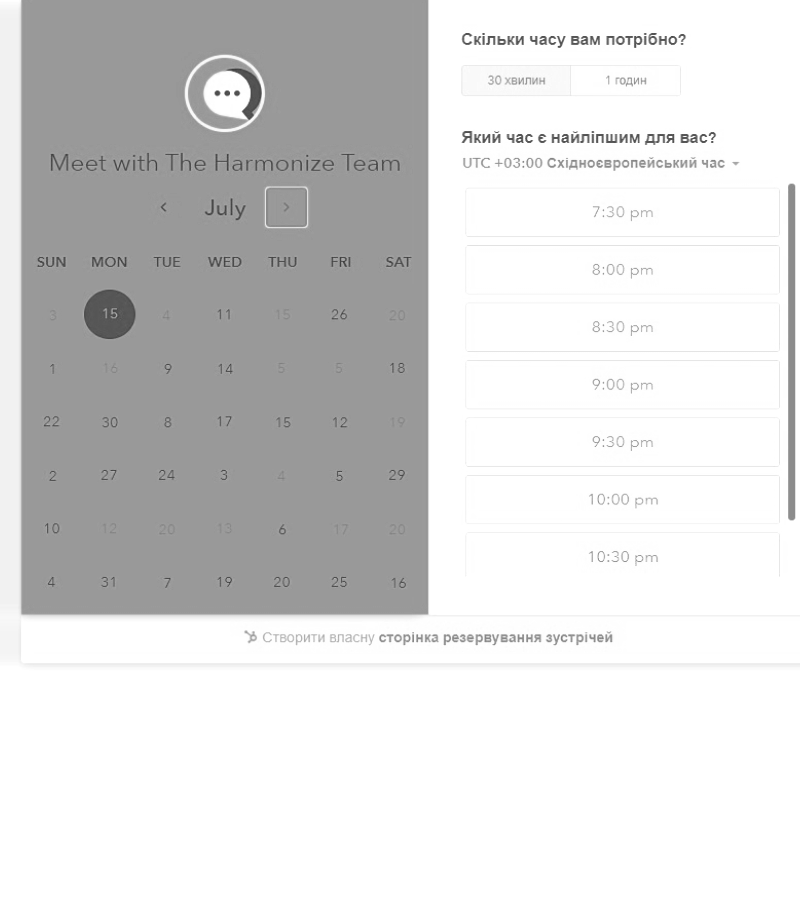 Meet with The Harmonize Team
July
SUN MON TUE WED THU FRI SAT
3 15 4 11 15 26 20
1 16 9 14 5 5 18
22 30 8 17 15 12 19
2 27 24 3 4 5 29
10 12 20 13 6 17 20
4 31 7 19 20 25 16
Скільки часу вам потрібно?
30 хвилин 1 годин
Який час є найліпшим для вас?
UTC +03:00 Східноєвропейський час
7:30 pm
8:00 pm
8:30 pm
9:00 pm
9:30 pm
10:00 pm
10:30 pm
Створити власну сторінка резервування зустрічей